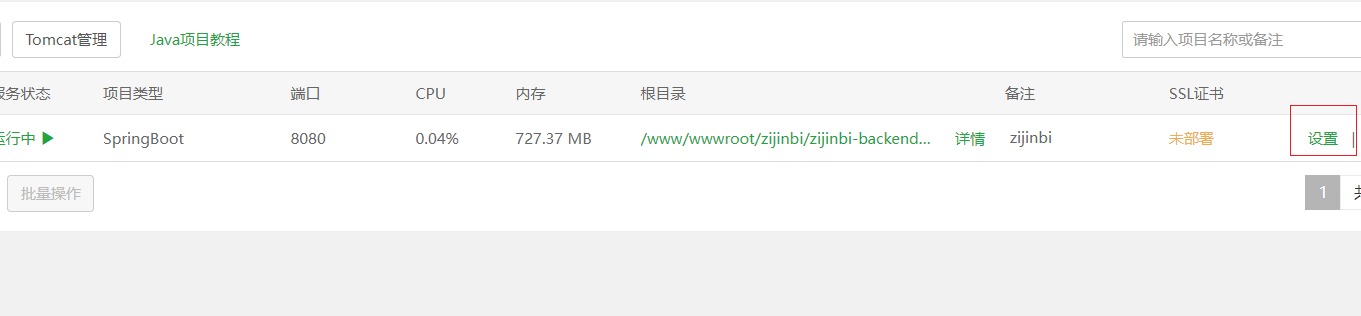 Tomcat管理 Java项目教程 请输入项目名称或备注
服务状态 项目类型 端口 CPU 内存 根目录 备注 SSL证书
运行中 SpringBoot 8080 0.04% 727.37 MB /www/wwwroot/zijinbi/zijinbi-backend... 详情 zijinbi 未部署 设置 |
批量操作 1 共